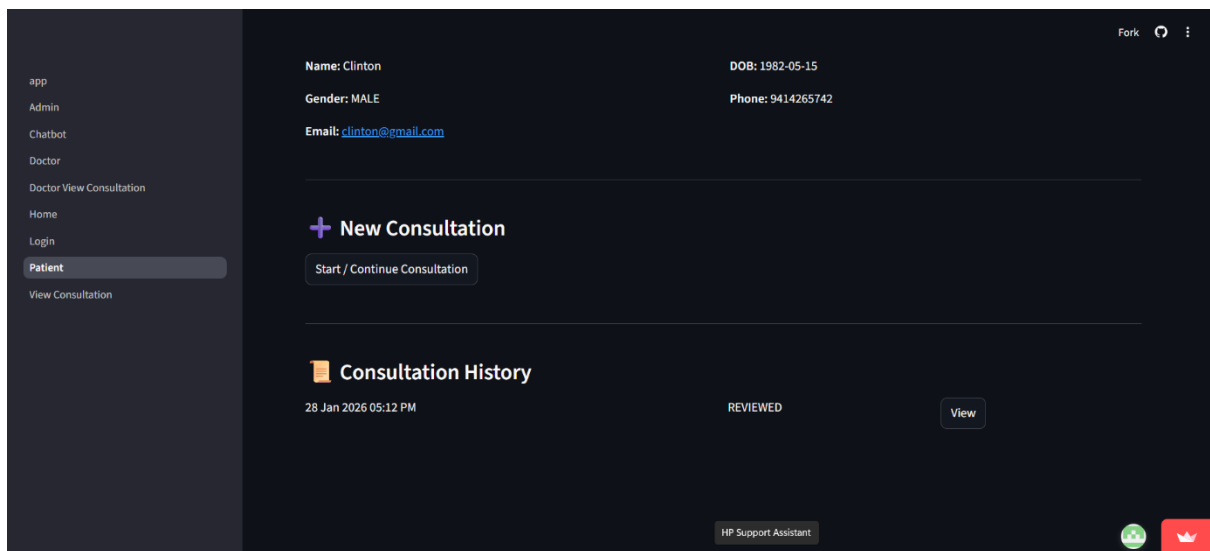 Fork
app
Admin
Chatbot
Doctor
Doctor View Consultation
Home
Login
Patient
View Consultation
Name: Clinton
DOB: 1982-05-15
Gender: MALE
Phone: 9414265742
Email: clinton@gmail.com
New Consultation
Start / Continue Consultation
Consultation History
28 Jan 2026 05:12 PM
REVIEWED
View
HP Support Assistant